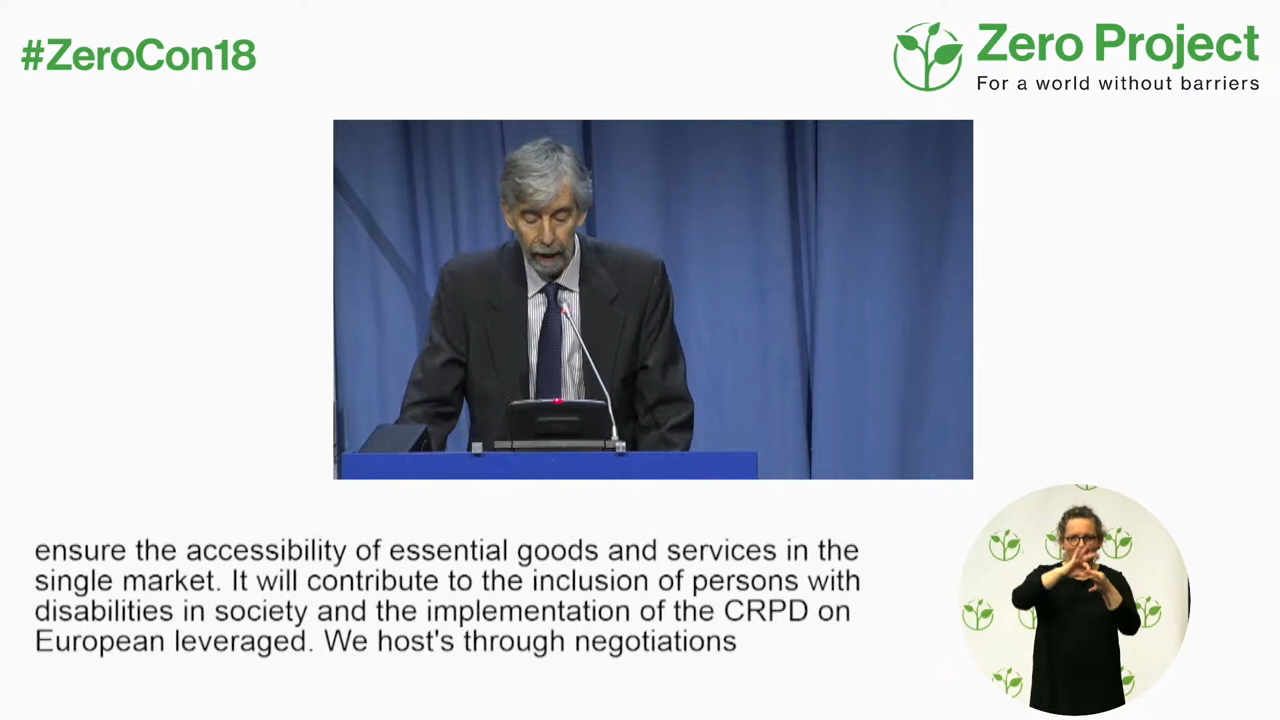 #ZeroCon18
Zero Project
For a world without barriers
ensure the accessibility of essential goods and services in the
single market. It will contribute to the inclusion of persons with
disabilities in society and the implementation of the CRPD on
European leveraged. We host's through negotiations